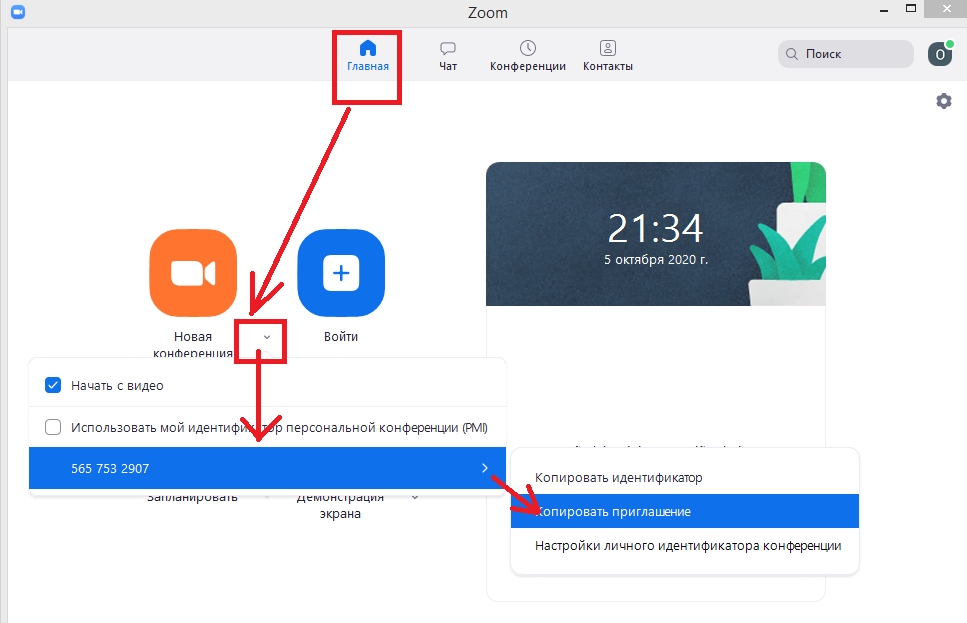 Zoom
Главная
Чат
Конференции
Контакты
Поиск
O
21:34
5 октября 2020 г.
Новая
конференция
Войти
Начать с видео
Использовать мой идентификатор персональной конференции (PMI)
565 753 2907
Запланировать
Демонстрация
экрана
Копировать идентификатор
Копировать приглашение
Настройки личного идентификатора конференции